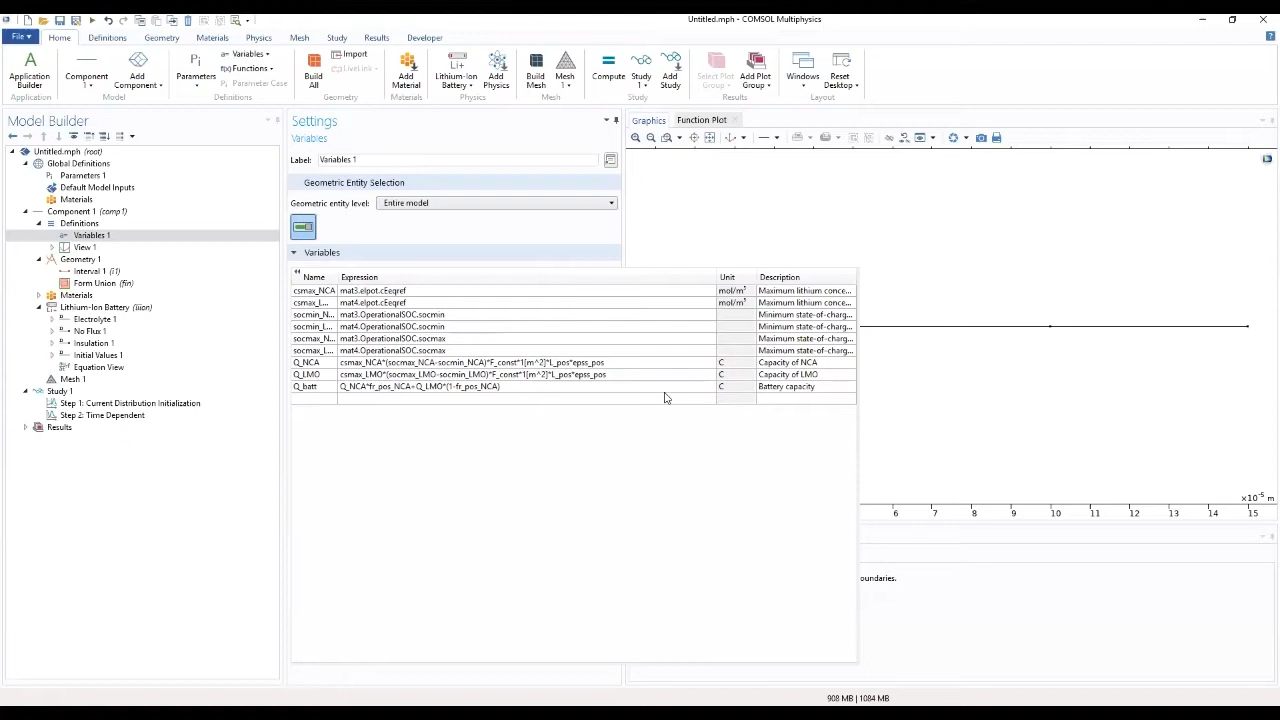 Untitled.mph - COMSOL Multiphysics
File Home Definitions Geometry Materials Physics Mesh Study Results Developer
Application Builder
Application
Component 1
Add Component
Model
Parameters
Variables
Functions
Parameter Case
Definitions
Build All
Import
LiveLink
Geometry
Add Material
Materials
Lithium-Ion Battery
Add Physics
Physics
Build Mesh
Mesh 1
Mesh
Compute
Study 1
Add Study
Study
Select Plot Group
Add Plot Group
Results
Windows
Reset Desktop
Layout
Model Builder
Untitled.mph (root)
Global Definitions
Parameters 1
Default Model Inputs
Materials
Component 1 (comp1)
Definitions
Variables 1
View 1
Geometry 1
Interval 1 (i1)
Form Union (fin)
Materials
Lithium-Ion Battery (liion)
Electrolyte 1
No Flux 1
Insulation 1
Initial Values 1
Equation View
Mesh 1
Study 1
Step 1: Current Distribution Initialization
Step 2: Time Dependent
Results
Settings
Variables
Label: Variables 1
Geometric Entity Selection
Geometric entity level: Entire model
Variables
Name Expression Unit Description
csmax_NCA mat3.elpot.cEeqref mol/m³ Maximum lithium conce...
csmax_L... mat4.elpot.cEeqref mol/m³ Maximum lithium conce...
socmin_N... mat3.OperationalSOC.socmin Minimum state-of-charg...
socmin_L... mat4.OperationalSOC.socmin Minimum state-of-charg...
socmax_N... mat3.OperationalSOC.socmax Maximum state-of-charg...
socmax_L... mat4.OperationalSOC.socmax Maximum state-of-charg...
Q_NCA csmax_NCA*(socmax_NCA-socmin_NCA)*F_const*1[m^2]*L_pos*epss_pos C Capacity of NCA
Q_LMO csmax_LMO*(socmax_LMO-socmin_LMO)*F_const*1[m^2]*L_pos*epss_pos C Capacity of LMO
Q_batt Q_NCA*fr_pos_NCA+Q_LMO*(1-fr_pos_NCA) C Battery capacity
Graphics Function Plot
×10⁻⁵ m
6 7 8 9 10 11 12 13 14 15
oundaries.
908 MB | 1084 MB